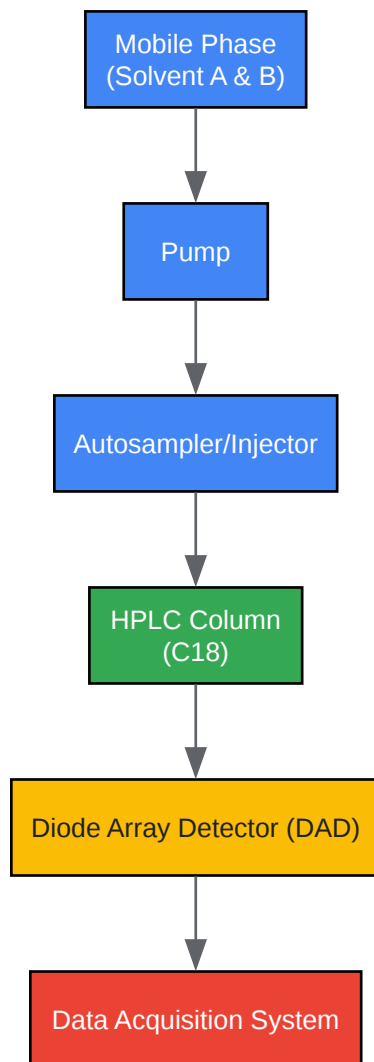 Mobile Phase
(Solvent A & B)
Pump
Autosampler/Injector
HPLC Column
(C18)
Diode Array Detector (DAD)
Data Acquisition System